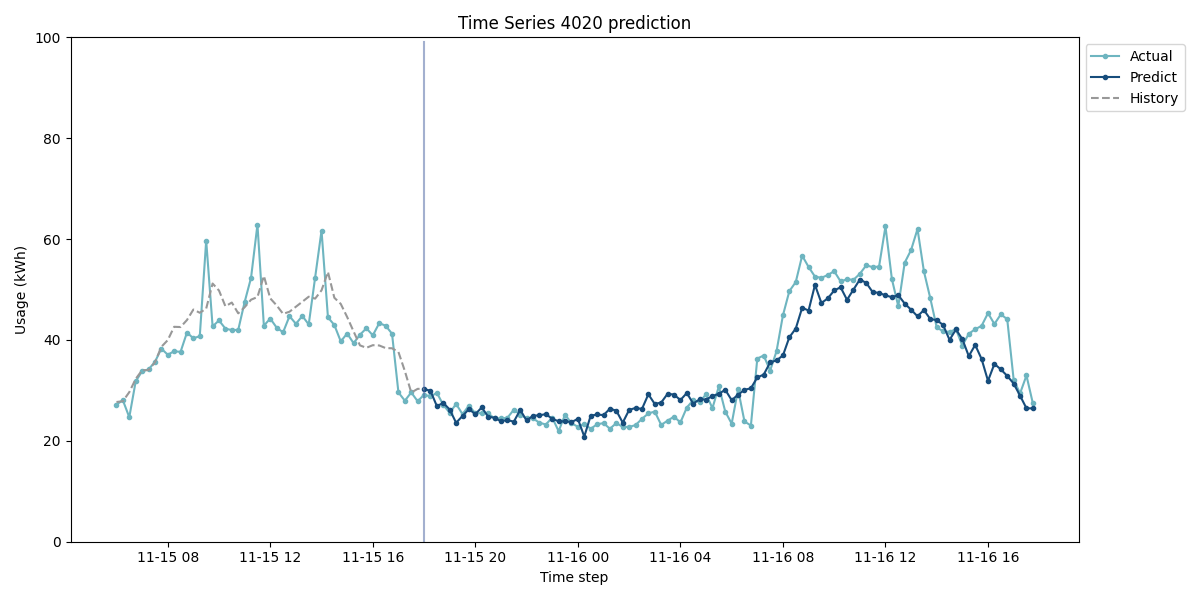 Time Series 4020 prediction
100
80
60
40
20
0
Usage (kWh)
11-15 08
11-15 12
11-15 16
11-15 20
11-16 00
11-16 04
11-16 08
11-16 12
11-16 16
Time step
Actual
Predict
History